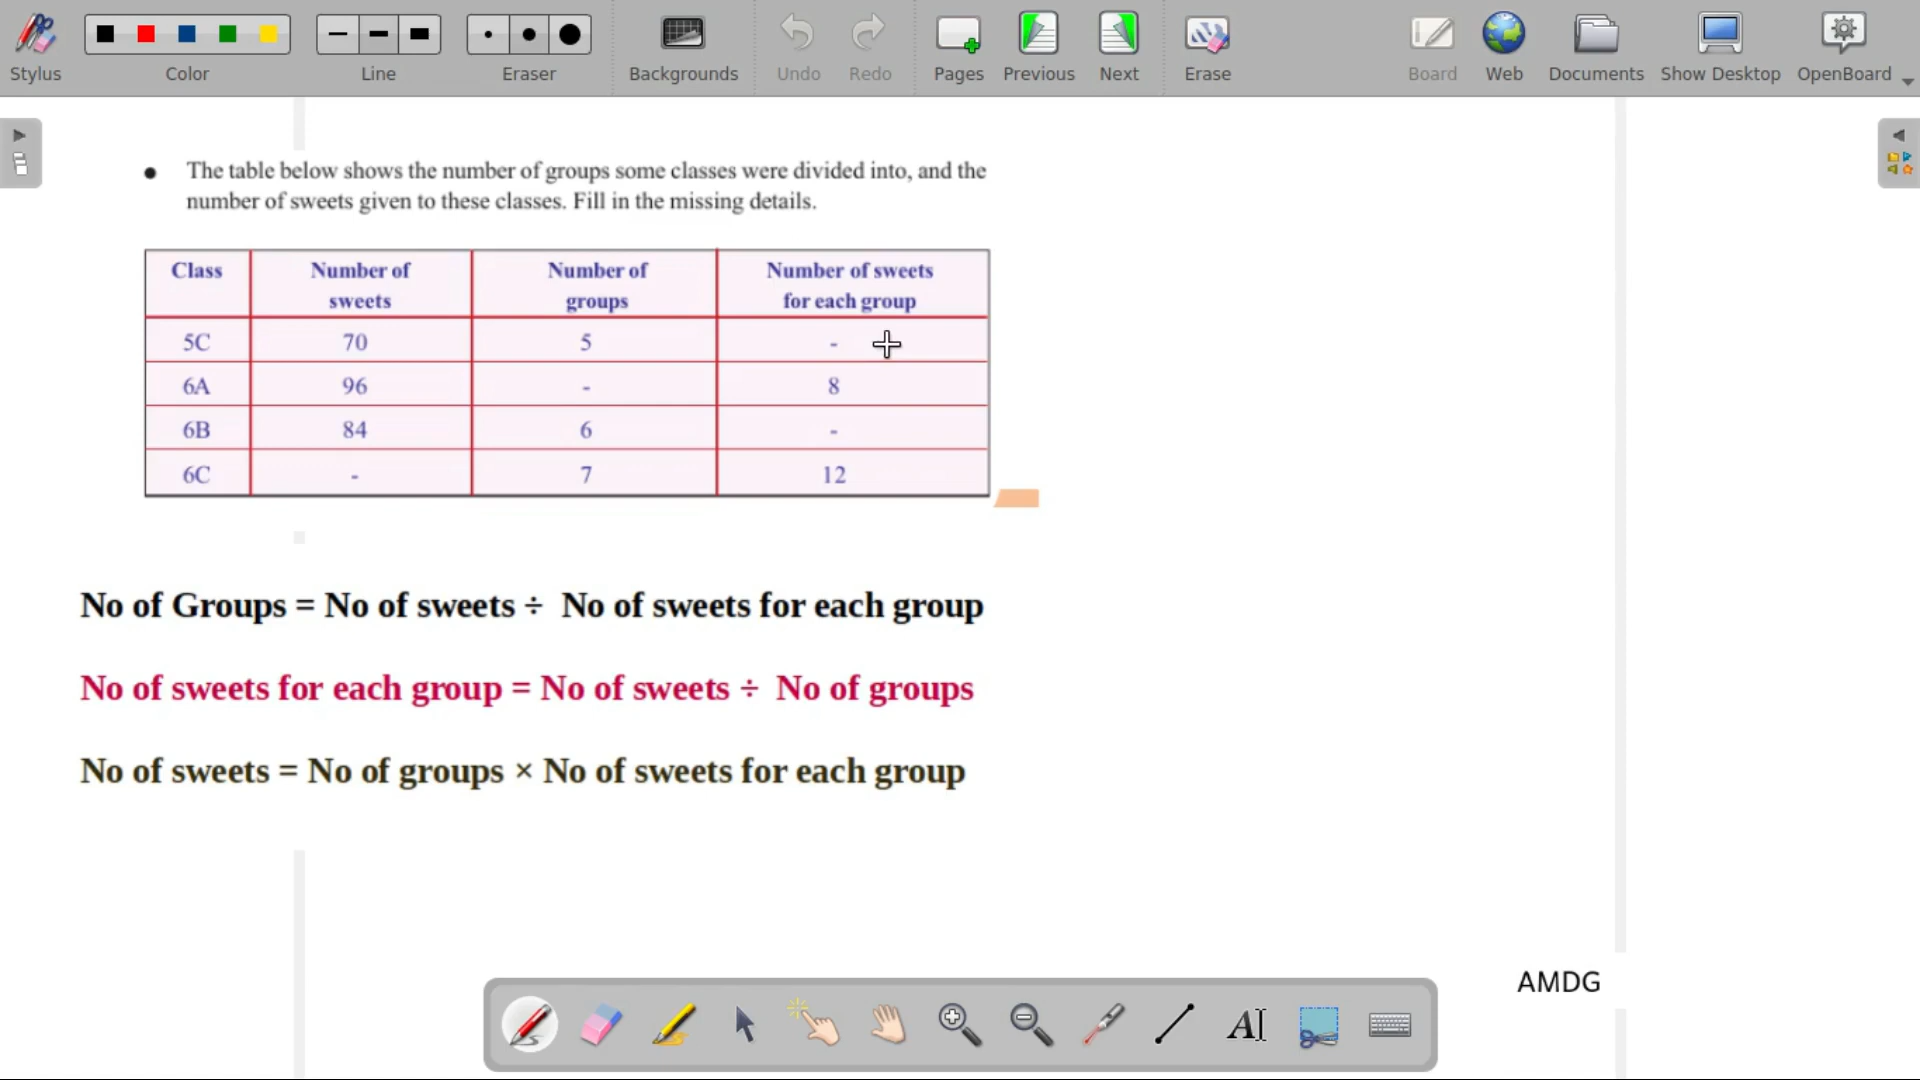 Stylus Color Line Eraser Backgrounds Undo Redo Pages Previous Next Erase Board Web Documents Show Desktop OpenBoard
• The table below shows the number of groups some classes were divided into, and the
number of sweets given to these classes. Fill in the missing details.
Class Number of Number of Number of sweets
sweets groups for each group
5C 70 5 -
6A 96 - 8
6B 84 6 -
6C - 7 12
No of Groups = No of sweets ÷ No of sweets for each group
No of sweets for each group = No of sweets ÷ No of groups
No of sweets = No of groups × No of sweets for each group
AMDG